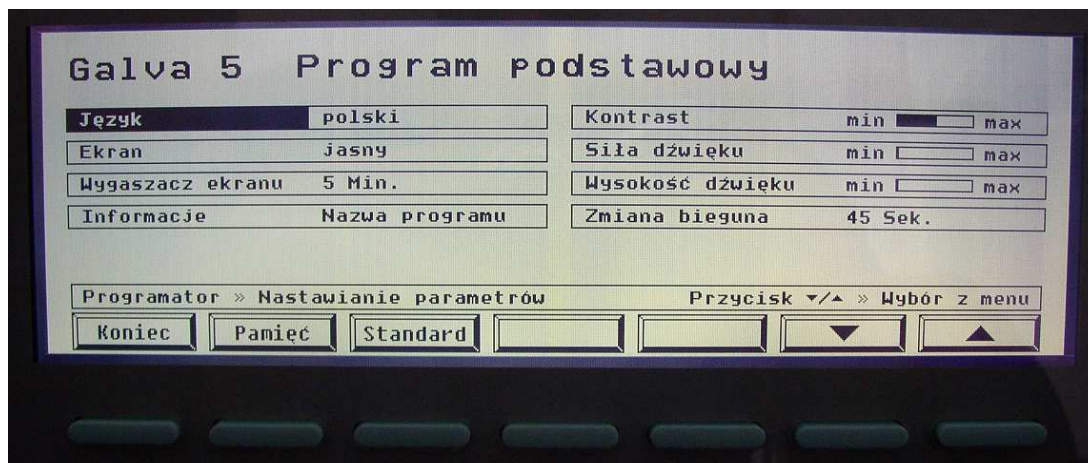 Galva 5 Program podstawowy
Język polski
Ekran jasny
Wygaszacz ekranu 5 Min.
Informacje Nazwa programu
Kontrast min max
Siła dźwięku min max
Wysokość dźwięku min max
Zmiana bieguna 45 Sek.
Programator » Nastawianie parametrów Przycisk ▼/▲ » Wybór z menu
Koniec Pamięć Standard ▼ ▲